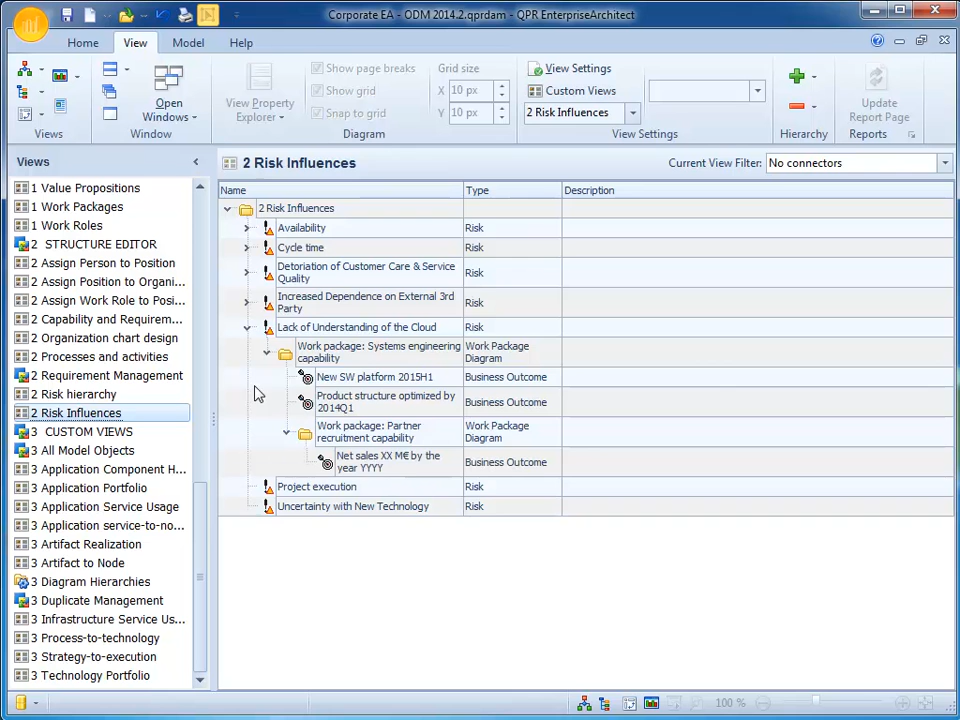 Corporate EA - ODM 2014.2.qprdam - QPR EnterpriseArchitect
Home View Model Help
Views
Open
Windows
Window
View Property
Explorer
Show page breaks
Show grid
Snap to grid
Grid size
X 10 px
Y 10 px
Diagram
View Settings
Custom Views
2 Risk Influences
View Settings
Hierarchy
Update
Report Page
Reports
Views
1 Value Propositions
1 Work Packages
1 Work Roles
2 STRUCTURE EDITOR
2 Assign Person to Position
2 Assign Position to Organi...
2 Assign Work Role to Posi...
2 Capability and Requirem...
2 Organization chart design
2 Processes and activities
2 Requirement Management
2 Risk hierarchy
2 Risk Influences
3 CUSTOM VIEWS
3 All Model Objects
3 Application Component H...
3 Application Portfolio
3 Application Service Usage
3 Application service-to-no...
3 Artifact Realization
3 Artifact to Node
3 Diagram Hierarchies
3 Duplicate Management
3 Infrastructure Service Us...
3 Process-to-technology
3 Strategy-to-execution
3 Technology Portfolio
2 Risk Influences
Current View Filter: No connectors
Name Type Description
2 Risk Influences
Availability Risk
Cycle time Risk
Detoriation of Customer Care & Service
Quality Risk
Increased Dependence on External 3rd
Party Risk
Lack of Understanding of the Cloud Risk
Work package: Systems engineering
capability
Work Package
Diagram
New SW platform 2015H1 Business Outcome
Product structure optimized by
2014Q1 Business Outcome
Work package: Partner
recruitment capability
Work Package
Diagram
Net sales XX M€ by the
year YYYY Business Outcome
Project execution Risk
Uncertainty with New Technology Risk
100 %